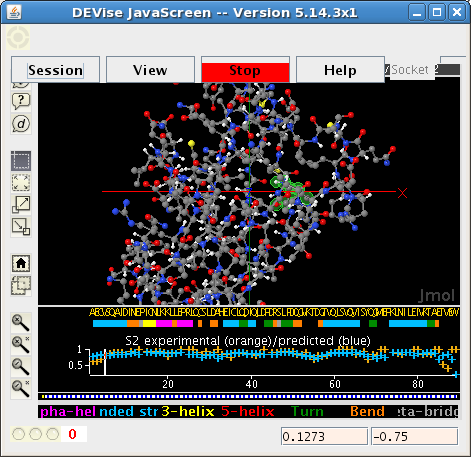 DEVise JavaScreen -- Version 5.14.3x1
Session View Stop Help /Socket 2
?
d
Jmol
S2 experimental (orange)/predicted (blue)
1
0.5
20 40 60 80
pha-hel nded str 3-helix 5-helix Turn Bend eta-bridg
0 0.1273 -0.75